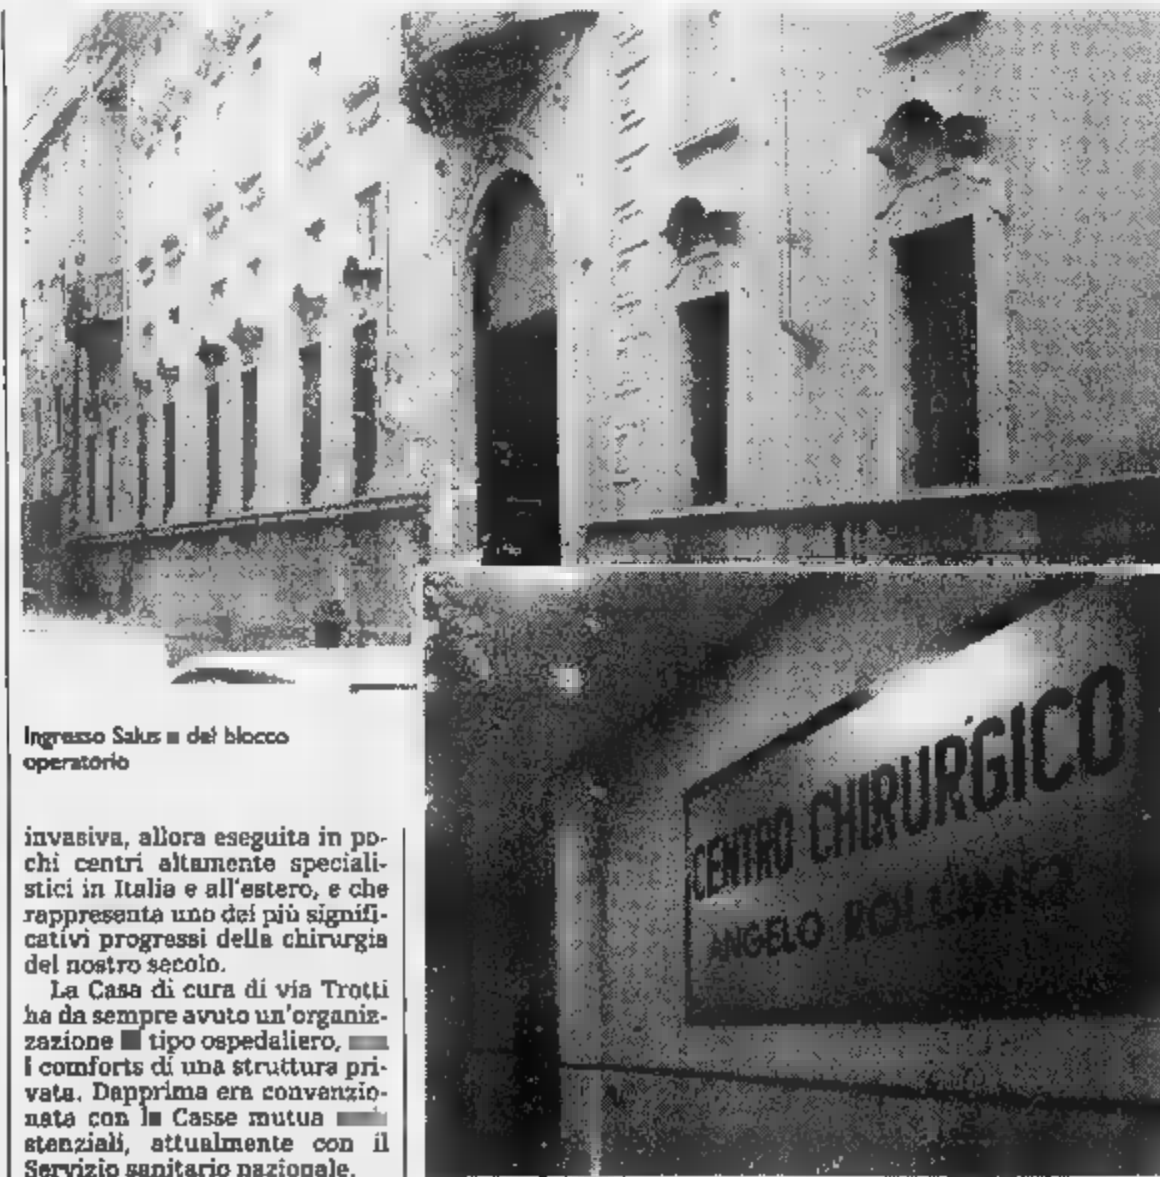 Ingresso Salus e del blocco
operatorio
invasiva, allora eseguita in po-
chi centri altamente speciali-
stici in Italia e all'estero, e che
rappresenta uno dei più signifi-
cativi progressi della chirurgia
del nostro secolo.
La Casa di cura di via Trotti
ha da sempre avuto un'organiz-
zazione tipo ospedaliero,
i comforts di una struttura pri-
vata. Dapprima era convenzio-
nata con le Casse mutua
stenziali, attualmente con il
Servizio sanitario nazionale.
CENTRO CHIRURGICO
ANGELO